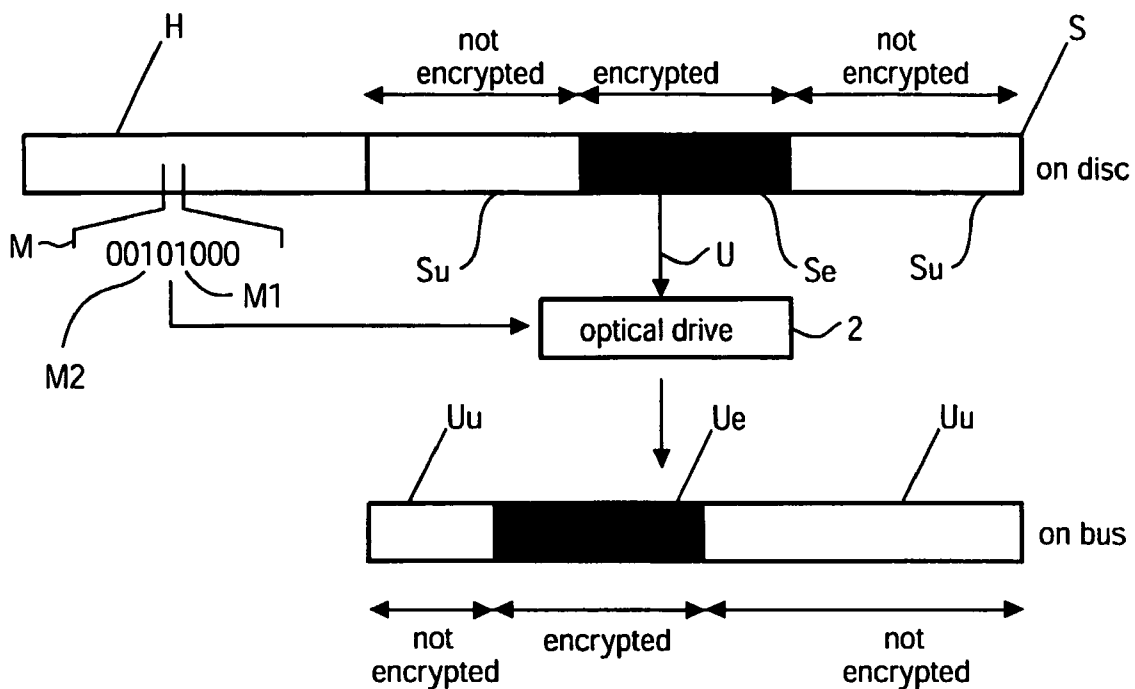 H
not
encrypted
encrypted
not
encrypted
S
on disc
M
00101000
M1
M2
Su
U
Se
Su
optical drive
2
Uu
Ue
Uu
on bus
not
encrypted
encrypted
not
encrypted